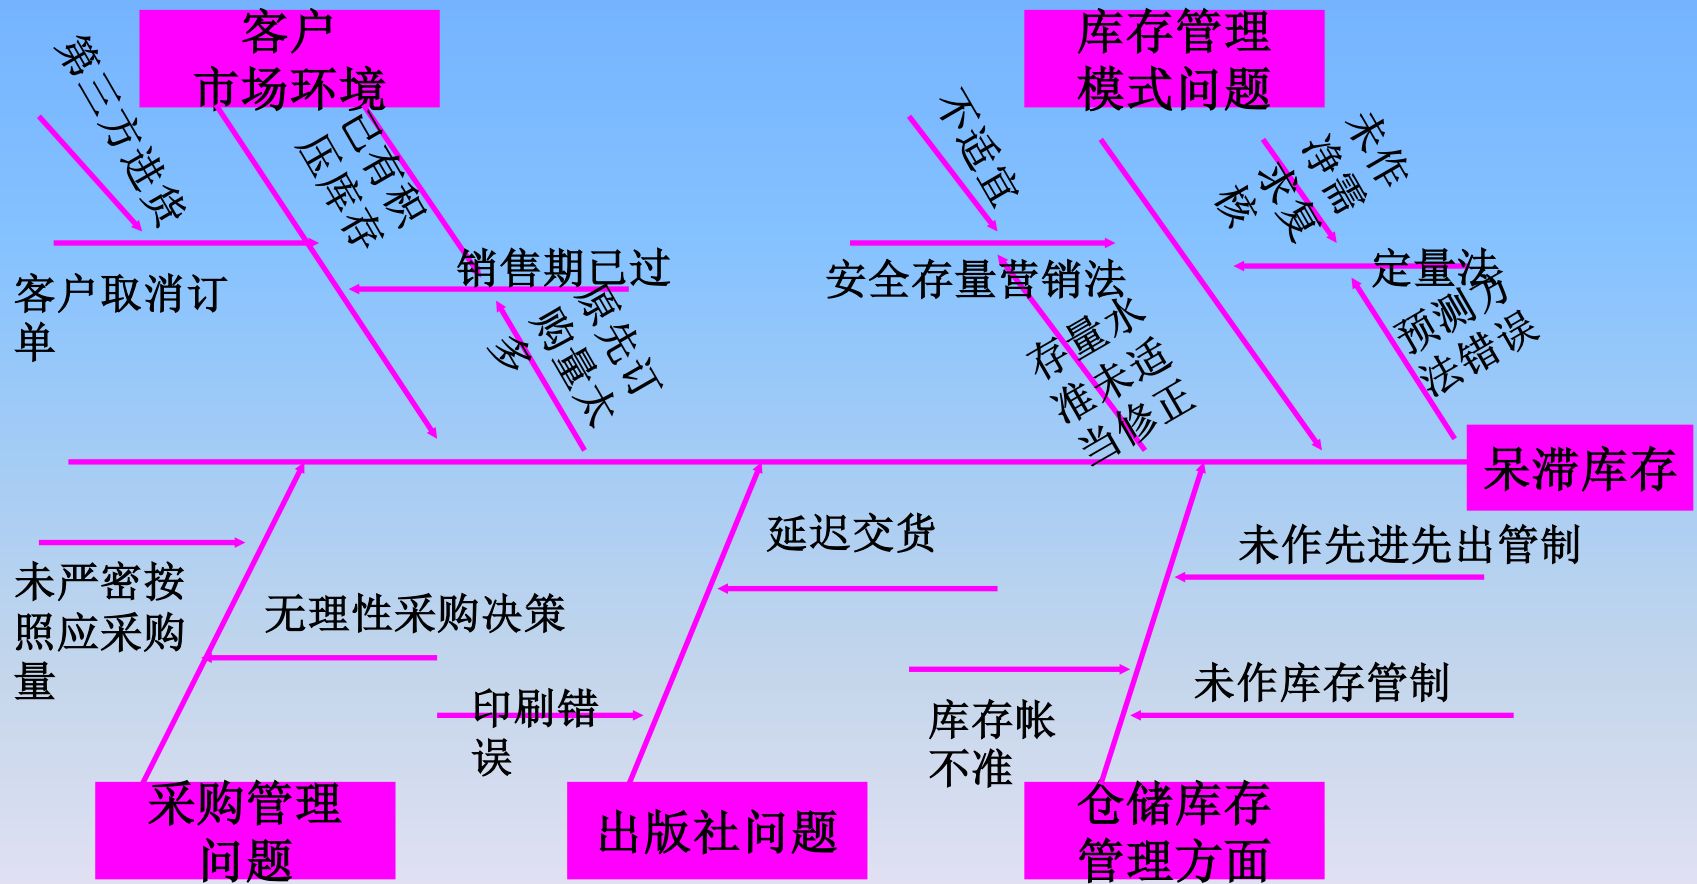 客户
市场环境
第三方进货
已有积
压库存
客户取消订
单
销售期已过
原先订
购量太
多
库存管理
模式问题
不适宜
未作
净需
求复
核
安全存量营销法
定量法
存量水
准未适
当修正
预测方
法错误
呆滞库存
未严密按
照应采购
量
无理性采购决策
延迟交货
印刷错
误
未作先进先出管制
库存帐
不准
未作库存管制
采购管理
问题
出版社问题
仓储库存
管理方面